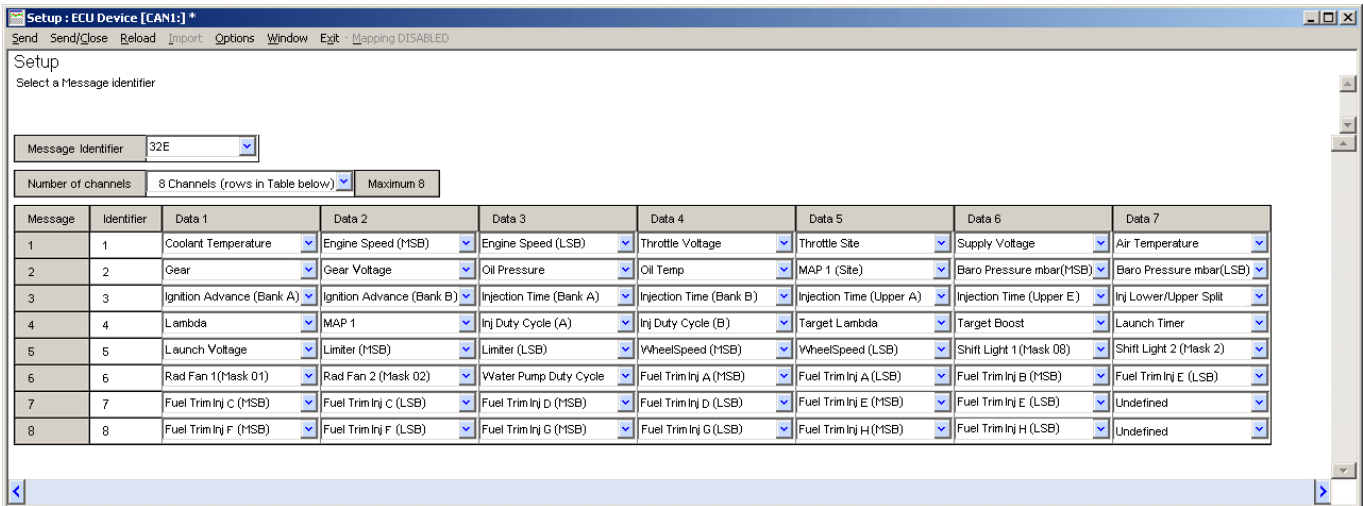 Setup : ECU Device [CAN1:] *
Send Send/Close Reload Import Options Window Exit - Mapping DISABLED
Setup
Select a Message identifier
Message Identifier 32E
Number of channels 8 Channels (rows in Table below) Maximum 8
Message Identifier Data 1 Data 2 Data 3 Data 4 Data 5 Data 6 Data 7
1 1 Coolant Temperature Engine Speed (MSB) Engine Speed (LSB) Throttle Voltage Throttle Site Supply Voltage Air Temperature
2 2 Gear Gear Voltage Oil Pressure Oil Temp MAP 1 (Site) Baro Pressure mbar(MSB) Baro Pressure mbar(LSB)
3 3 Ignition Advance (Bank A) Ignition Advance (Bank B) Injection Time (Bank A) Injection Time (Bank B) Injection Time (Upper A) Injection Time (Upper E) Inj Lower/Upper Split
4 4 Lambda MAP 1 Inj Duty Cycle (A) Inj Duty Cycle (B) Target Lambda Target Boost Launch Timer
5 5 Launch Voltage Limiter (MSB) Limiter (LSB) WheelSpeed (MSB) WheelSpeed (LSB) Shift Light 1 (Mask 08) Shift Light 2 (Mask 2)
6 6 Rad Fan 1(Mask 01) Rad Fan 2 (Mask 02) Water Pump Duty Cycle Fuel Trim Inj A (MSB) Fuel Trim Inj A (LSB) Fuel Trim Inj B (MSB) Fuel Trim Inj E (LSB)
7 7 Fuel Trim Inj C (MSB) Fuel Trim Inj C (LSB) Fuel Trim Inj D (MSB) Fuel Trim Inj D (LSB) Fuel Trim Inj E (MSB) Fuel Trim Inj E (LSB) Undefined
8 8 Fuel Trim Inj F (MSB) Fuel Trim Inj F (LSB) Fuel Trim Inj G (MSB) Fuel Trim Inj G (LSB) Fuel Trim Inj H (MSB) Fuel Trim Inj H (LSB) Undefined